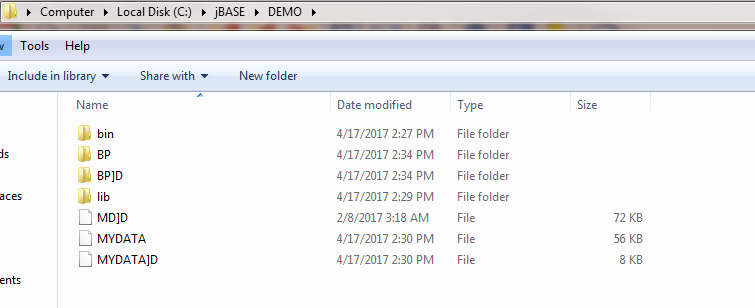 Computer Local Disk (C:) jBASE DEMO
w Tools Help
Include in library Share with New folder
Name Date modified Type Size
bin 4/17/2017 2:27 PM File folder
ds BP 4/17/2017 2:34 PM File folder
BP]D 4/17/2017 2:34 PM File folder
aces lib 4/17/2017 2:29 PM File folder
MD]D 2/8/2017 3:18 AM File 72 KB
MYDATA 4/17/2017 2:30 PM File 56 KB
MYDATA]D 4/17/2017 2:30 PM File 8 KB
ents